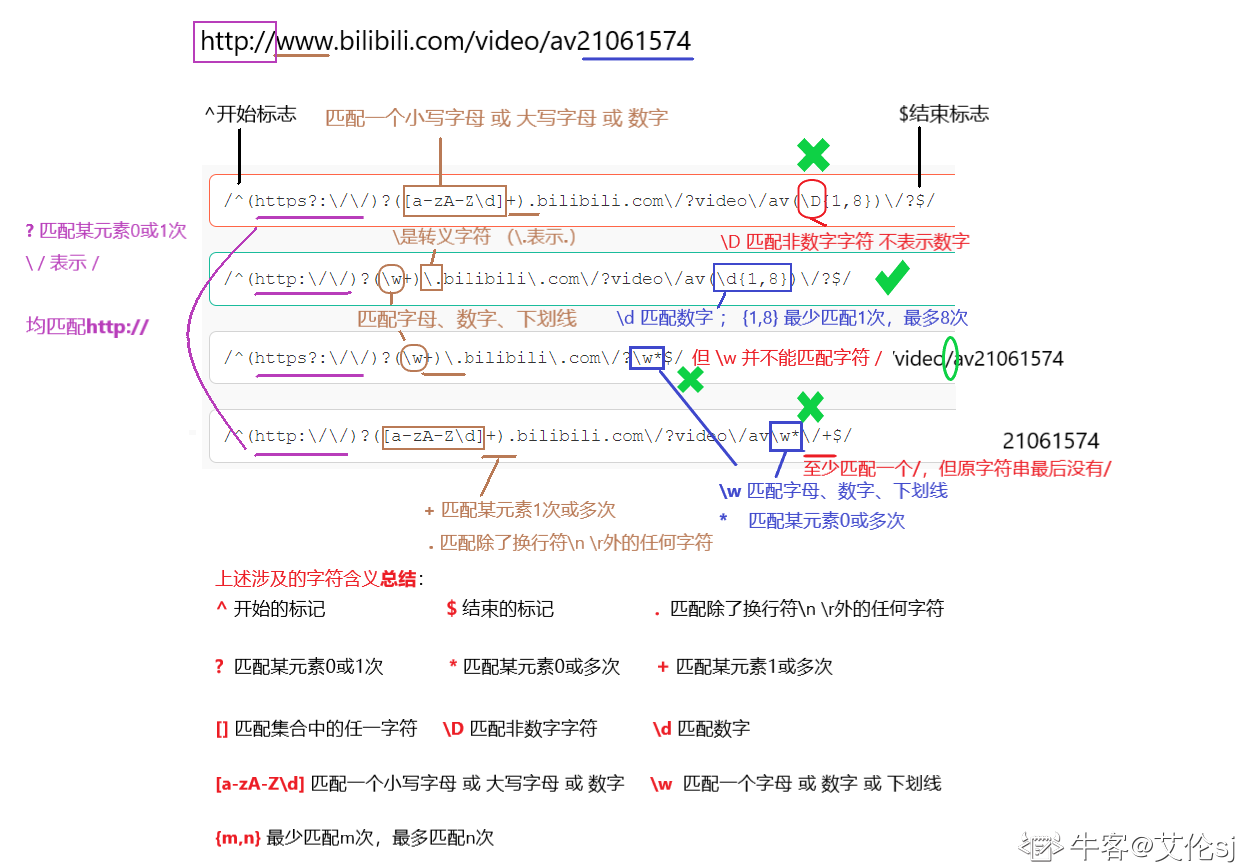 http://www.bilibili.com/video/av21061574
^开始标志 匹配一个小写字母 或 大写字母 或 数字 $结束标志
/^(https?:\/\/)?([a-zA-Z\d]+).bilibili.com\/?video\/av(\D{1,8})\/?$/
? 匹配某元素0或1次
\是转义字符 （\.表示.） \D 匹配非数字字符 不表示数字
\ / 表示 /
/^(http:\/\/)?(\w+)\.bilibili\.com\/?video\/av(\d{1,8})\/?$/
均匹配http://
匹配字母、数字、下划线 \d 匹配数字 ； {1,8} 最少匹配1次，最多8次
/^(https?:\/\/)?(\w+)\.bilibili\.com\/?\w*$/ 但 \w 并不能匹配字符 / /video/av21061574
/^(http:\/\/)?([a-zA-Z\d]+).bilibili.com\/?video\/av\w*\/+$/ 21061574
至少匹配一个/，但原字符串最后没有/
\w 匹配字母、数字、下划线
+ 匹配某元素1次或多次 * 匹配某元素0或多次
. 匹配除了换行符\n \r外的任何字符
上述涉及的字符含义总结：
^ 开始的标记 $ 结束的标记 . 匹配除了换行符\n \r外的任何字符
? 匹配某元素0或1次 * 匹配某元素0或多次 + 匹配某元素1或多次
[] 匹配集合中的任一字符 \D 匹配非数字字符 \d 匹配数字
[a-zA-Z\d] 匹配一个小写字母 或 大写字母 或 数字 \w 匹配一个字母 或 数字 或 下划线
{m,n} 最少匹配m次，最多匹配n次
牛客@艾伦sj